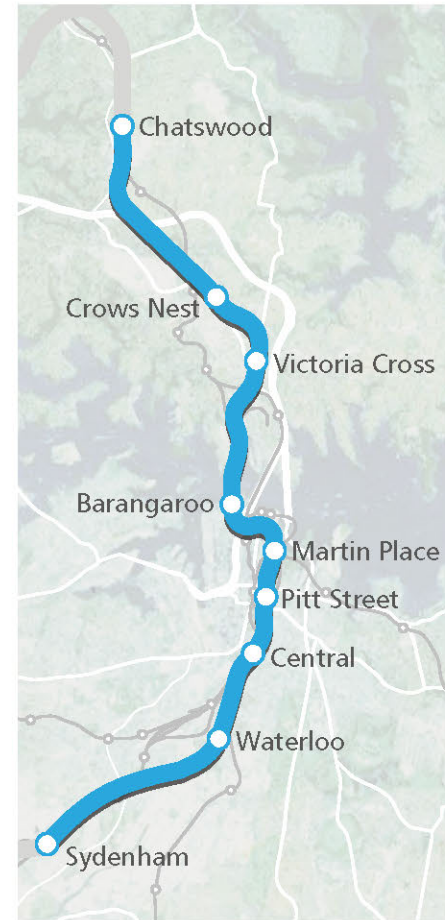 Chatswood
Crows Nest
Victoria Cross
Barangaroo
Martin Place
Pitt Street
Central
Waterloo
Sydenham